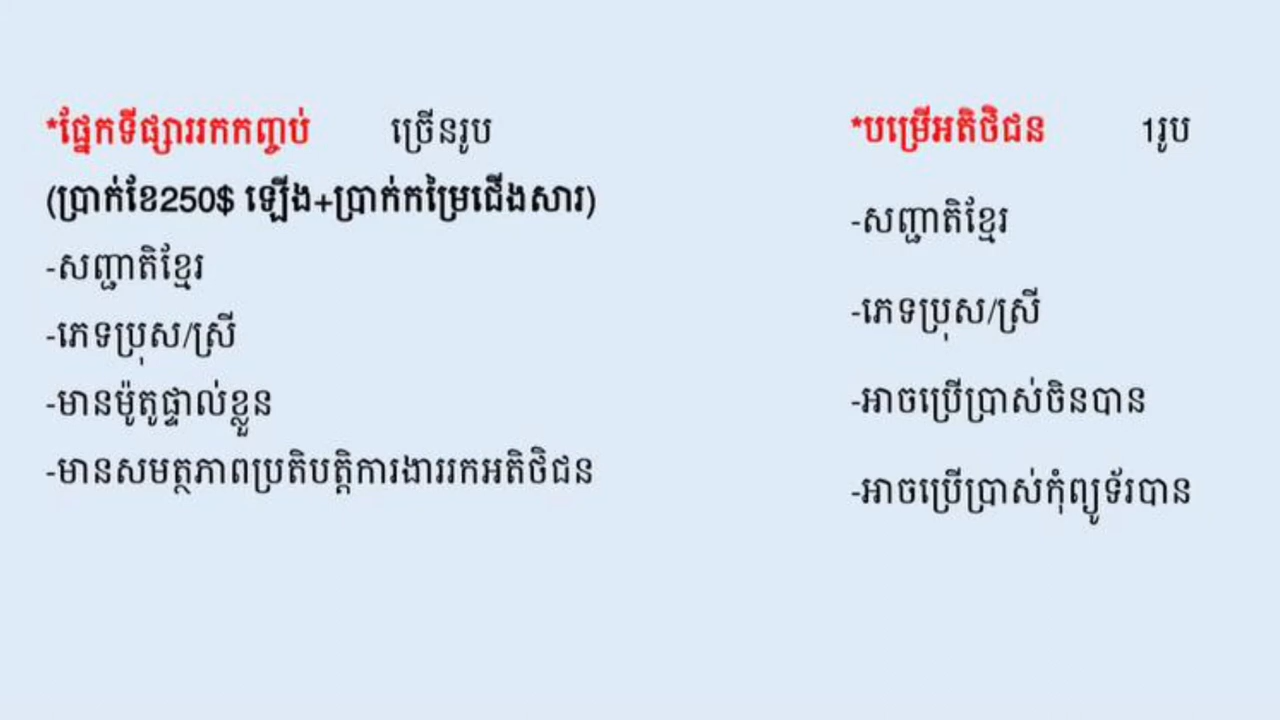 *ផ្នែកទីផ្សាររកកញ្ចប់ ច្រើនរូប
(ប្រាក់ខែ250$ ឡើង+ប្រាក់កម្រៃជើងសារ)
-សញ្ជាតិខ្មែរ
-ភេទប្រុស/ស្រី
-មានម៉ូតូផ្ទាល់ខ្លួន
-មានសមត្ថភាពប្រតិបត្តិការងាររកអតិថិជន
*បម្រើអតិថិជន 1រូប
-សញ្ជាតិខ្មែរ
-ភេទប្រុស/ស្រី
-អាចប្រើប្រាស់ចិនបាន
-អាចប្រើប្រាស់កុំព្យូទ័របាន